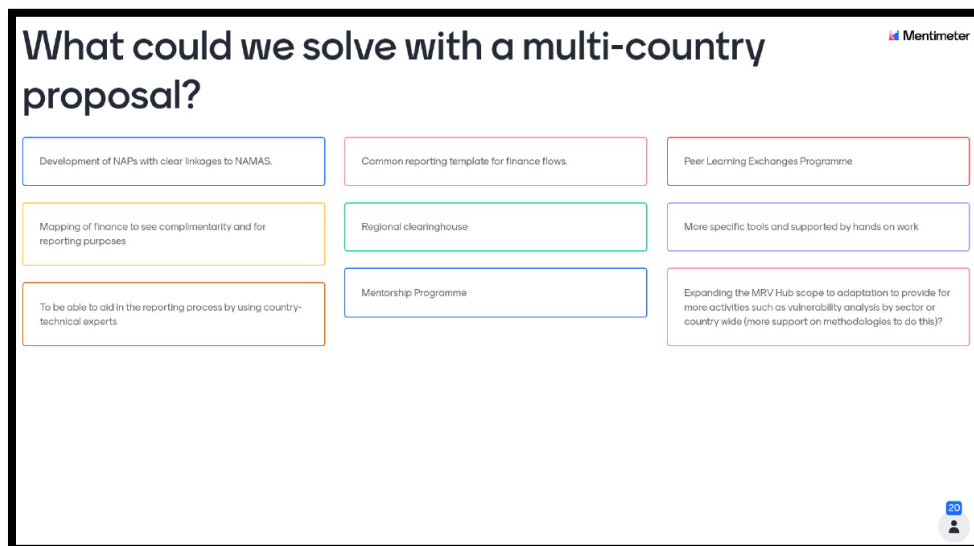 What could we solve with a multi-country
proposal?
Mentimeter
Development of NAPs with clear linkages to NAMAS.
Mapping of finance to see complimentarity and for
reporting purposes
To be able to aid in the reporting process by using country-
technical experts
Common reporting template for finance flows.
Regional clearinghouse
Mentorship Programme
Peer Learning Exchanges Programme
More specific tools and supported by hands on work
Expanding the MRV Hub scope to adaptation to provide for
more activities such as vulnerability analysis by sector or
country wide (more support on methodologies to do this)?
20